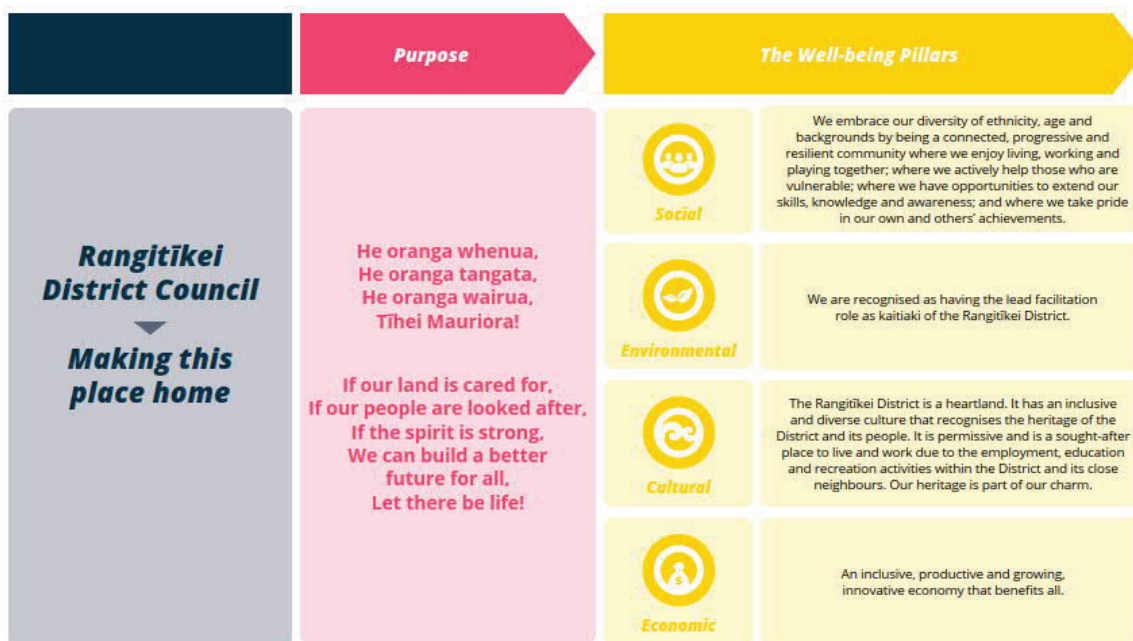 Purpose
The Well-being Pillars
Rangitīkei
District Council
Making this
place home
He oranga whenua,
He oranga tangata,
He oranga wairua,
Tīhei Mauriora!
If our land is cared for,
If our people are looked after,
If the spirit is strong,
We can build a better
future for all,
Let there be life!
Social
We embrace our diversity of ethnicity, age and
backgrounds by being a connected, progressive and
resilient community where we enjoy living, working and
playing together; where we actively help those who are
vulnerable; where we have opportunities to extend our
skills, knowledge and awareness; and where we take pride
in our own and others’ achievements.
Environmental
We are recognised as having the lead facilitation
role as kaitiaki of the Rangitīkei District.
Cultural
The Rangitīkei District is a heartland. It has an inclusive
and diverse culture that recognises the heritage of the
District and its people. It is permissive and is a sought-after
place to live and work due to the employment, education
and recreation activities within the District and its close
neighbours. Our heritage is part of our charm.
$
Economic
An inclusive, productive and growing,
innovative economy that benefits all.